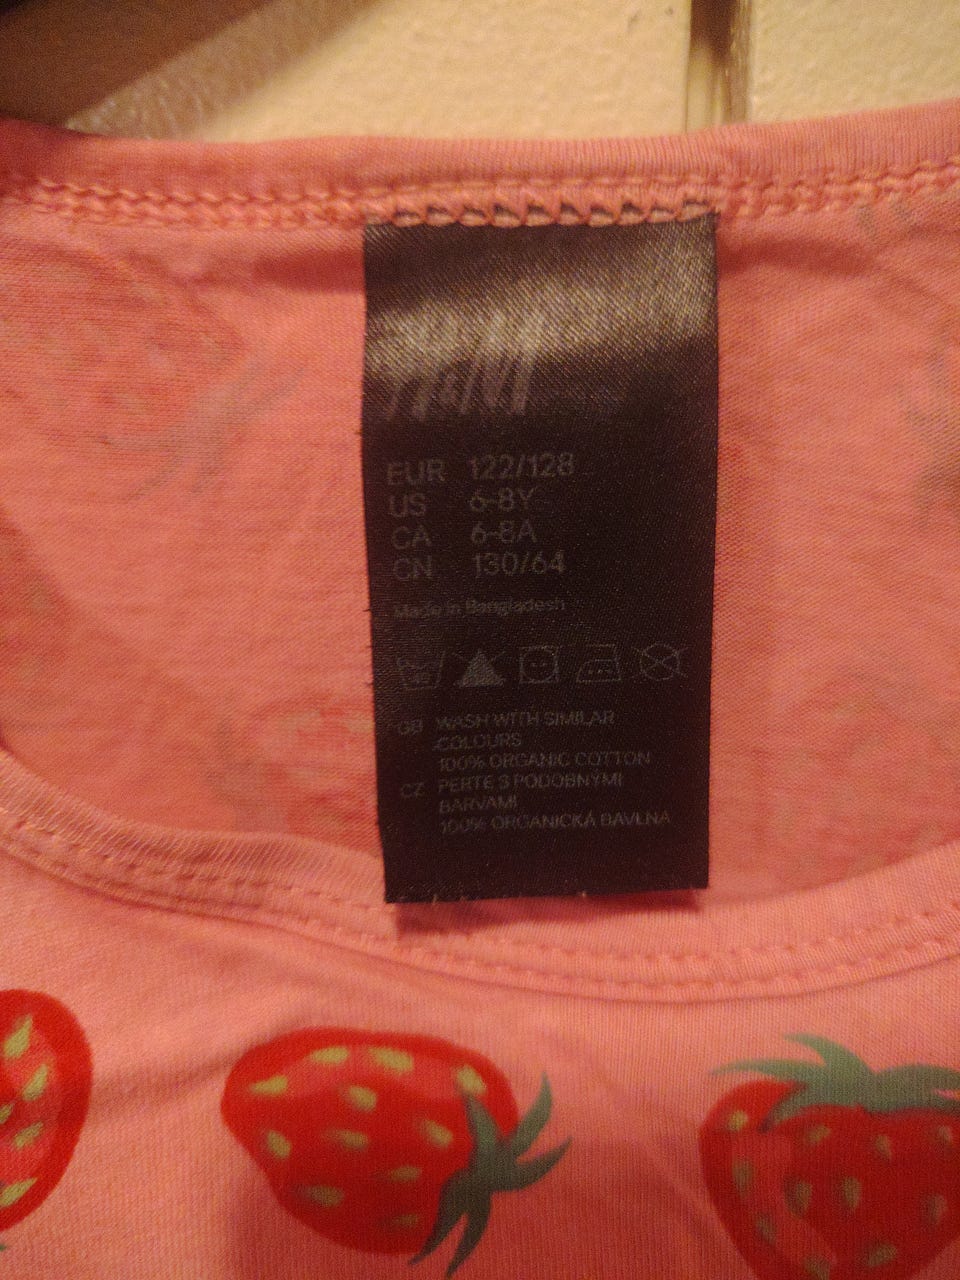 H&M
EUR 122/128
US 6-8Y
CA 6-8A
CN 130/64
Made in Bangladesh
40
GB WASH WITH SIMILAR
COLOURS
100% ORGANIC COTTON
CZ PERTE S PODOBNÝMI
BARVAMI
100% ORGANICKÁ BAVLNA